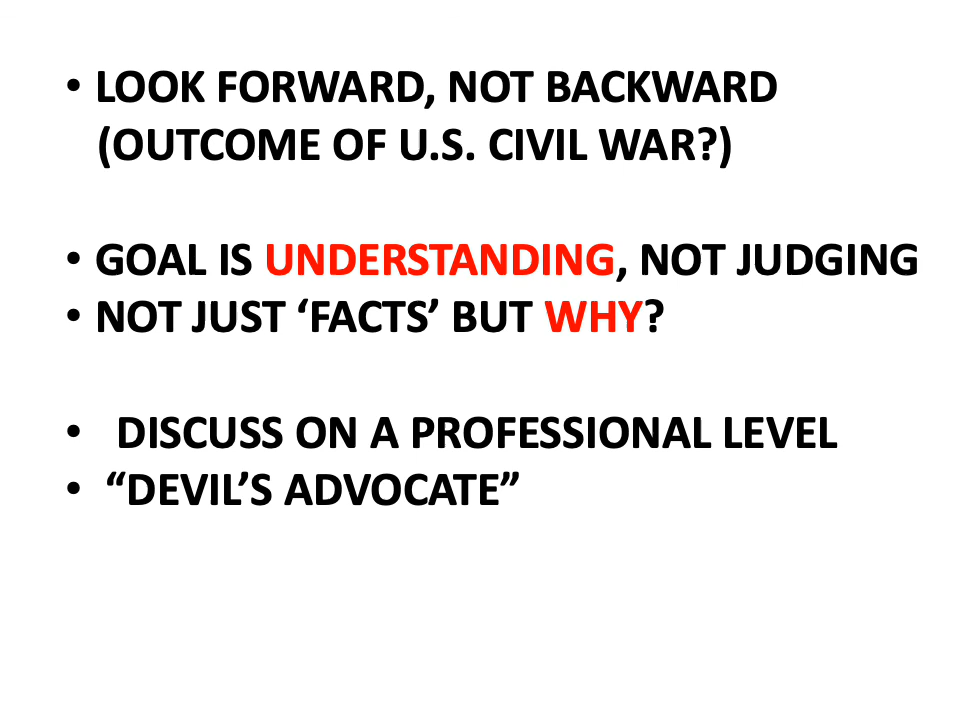 • LOOK FORWARD, NOT BACKWARD
(OUTCOME OF U.S. CIVIL WAR?)
• GOAL IS UNDERSTANDING, NOT JUDGING
• NOT JUST ‘FACTS’ BUT WHY?
• DISCUSS ON A PROFESSIONAL LEVEL
• “DEVIL’S ADVOCATE”